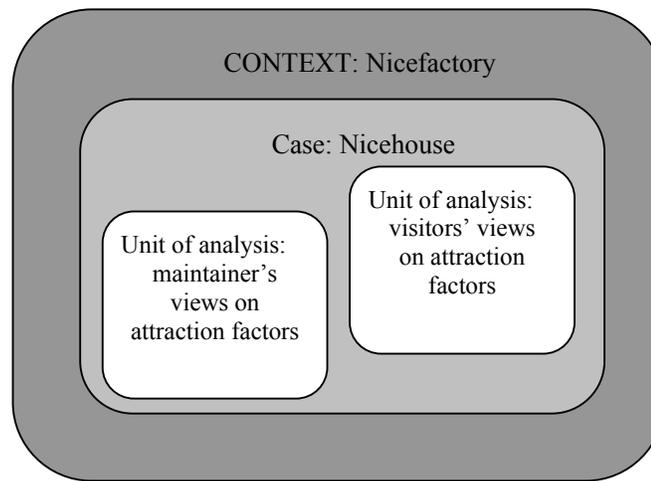 CONTEXT: Nicefactory
Case: Nicehouse
Unit of analysis:
maintainer’s
views on
attraction factors
Unit of analysis:
visitors’ views
on attraction
factors